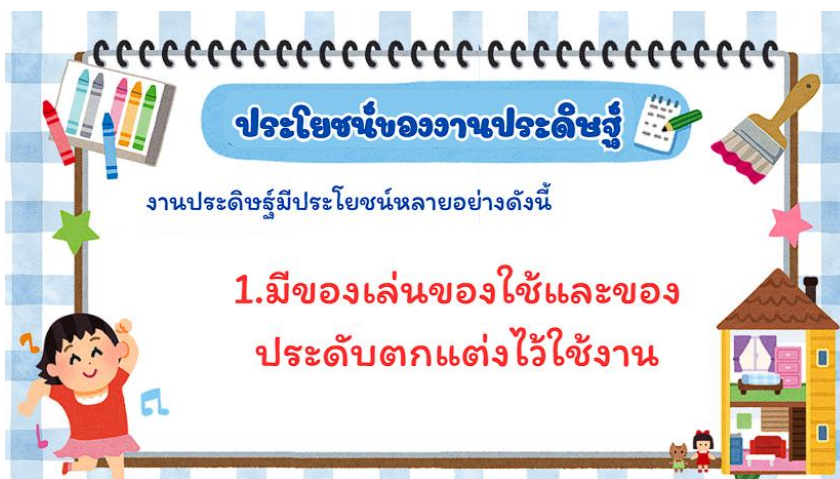 ประโยชน์ของงานประดิษฐ์
งานประดิษฐ์มีประโยชน์หลายอย่างดังนี้
1.มีของเล่นของใช้และของ
ประดับตกแต่งไว้ใช้งาน